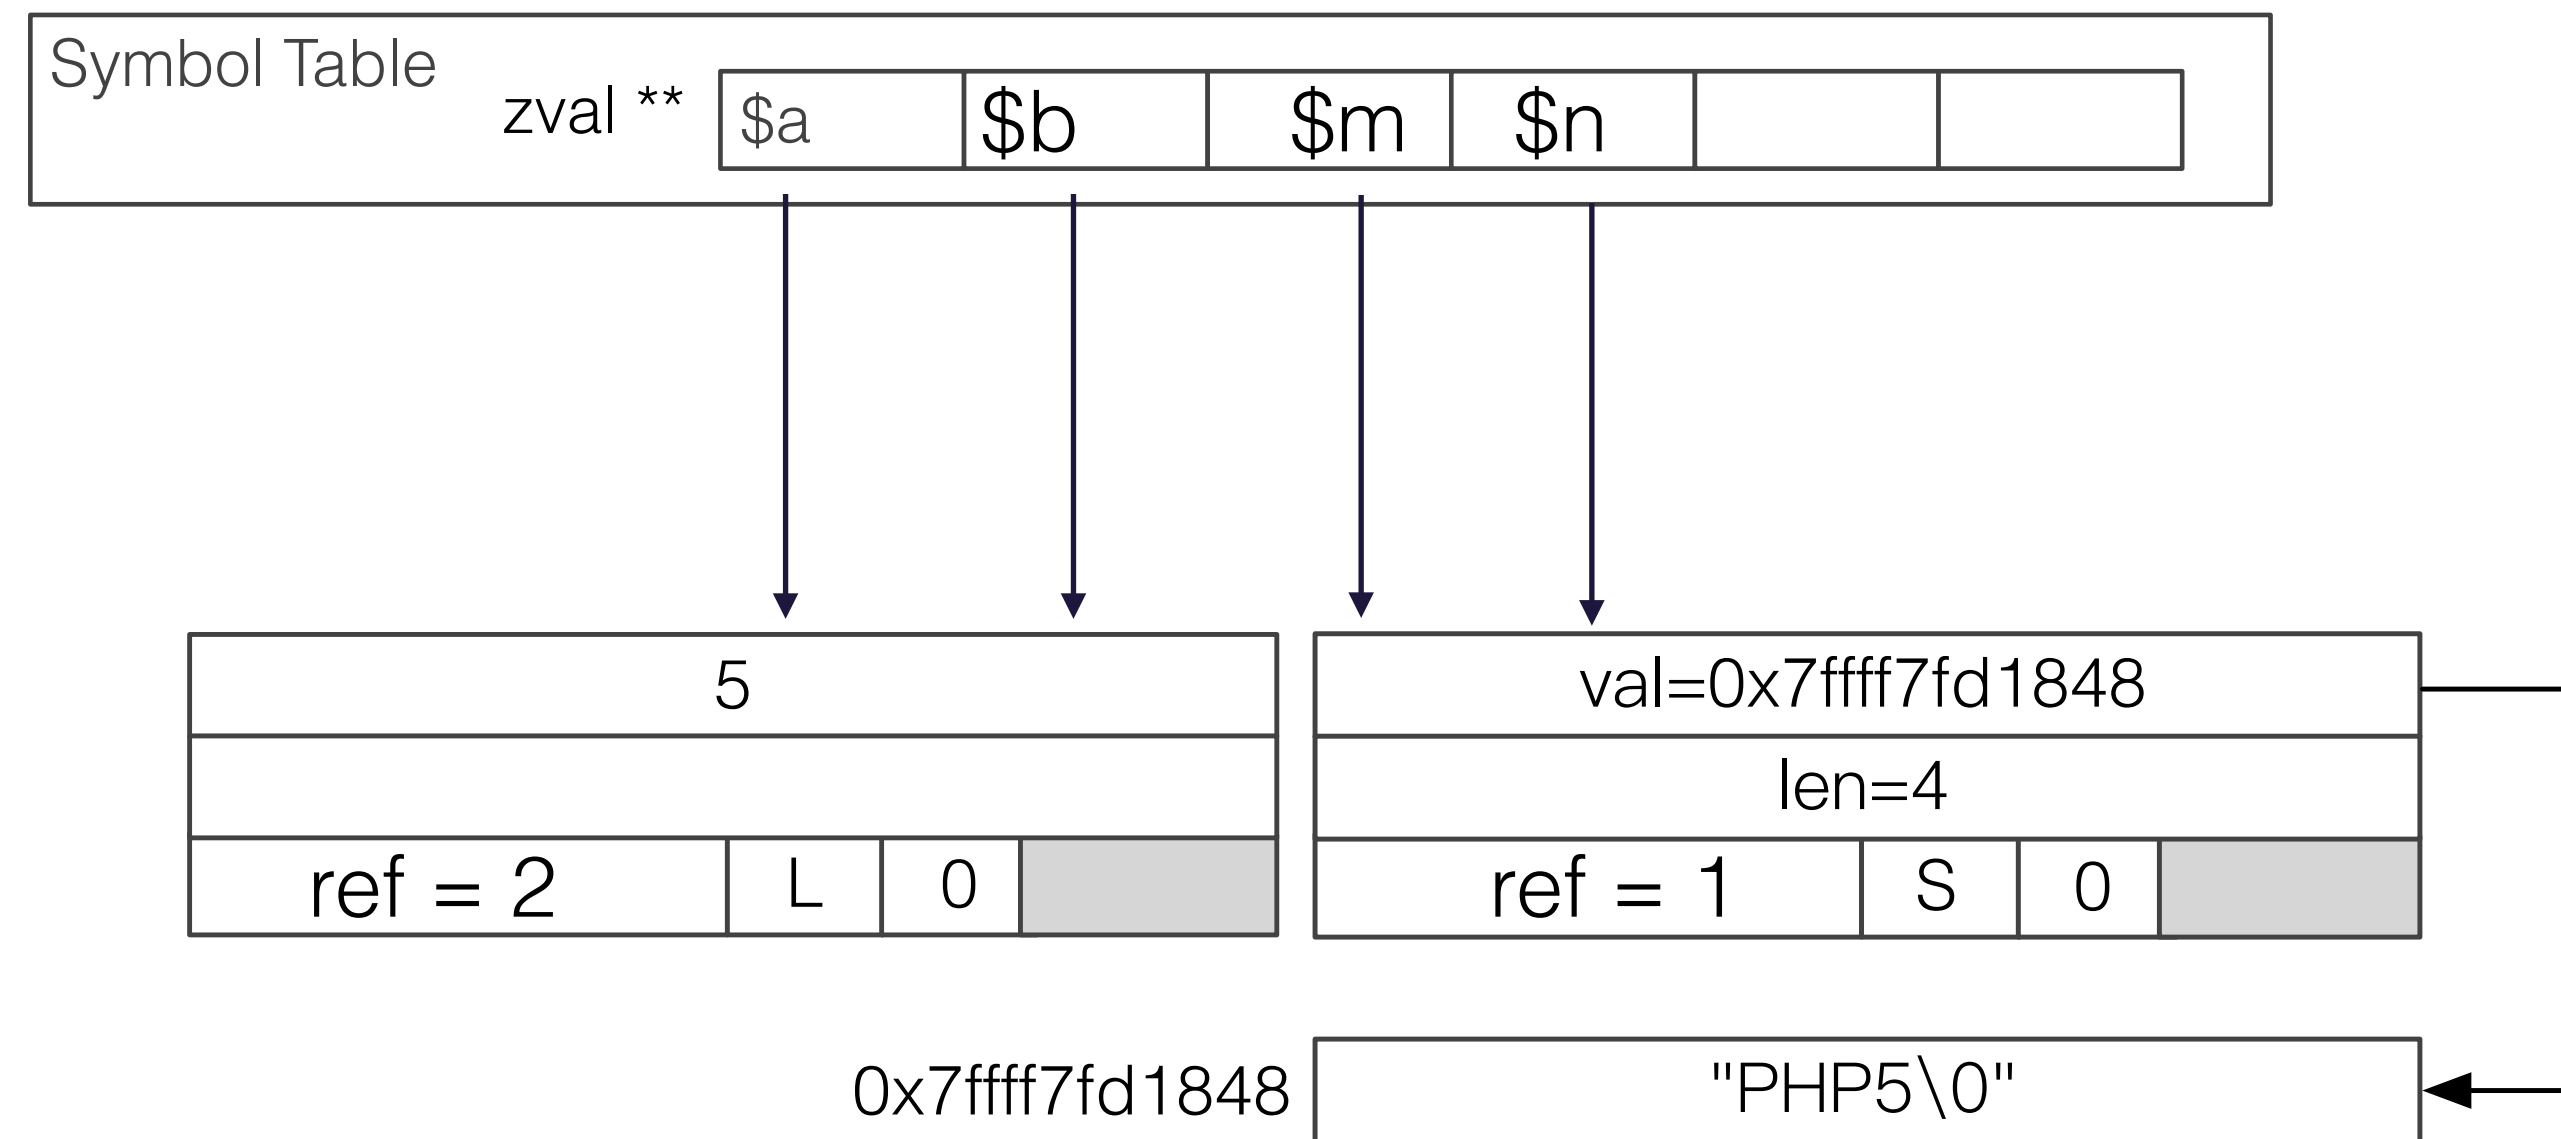 Symbol Table
zval ** $a $b $m $n
5
val=0x7ffff7fd1848
len=4
ref = 2 L 0
ref = 1 S 0
0x7ffff7fd1848
"PHP5\0"